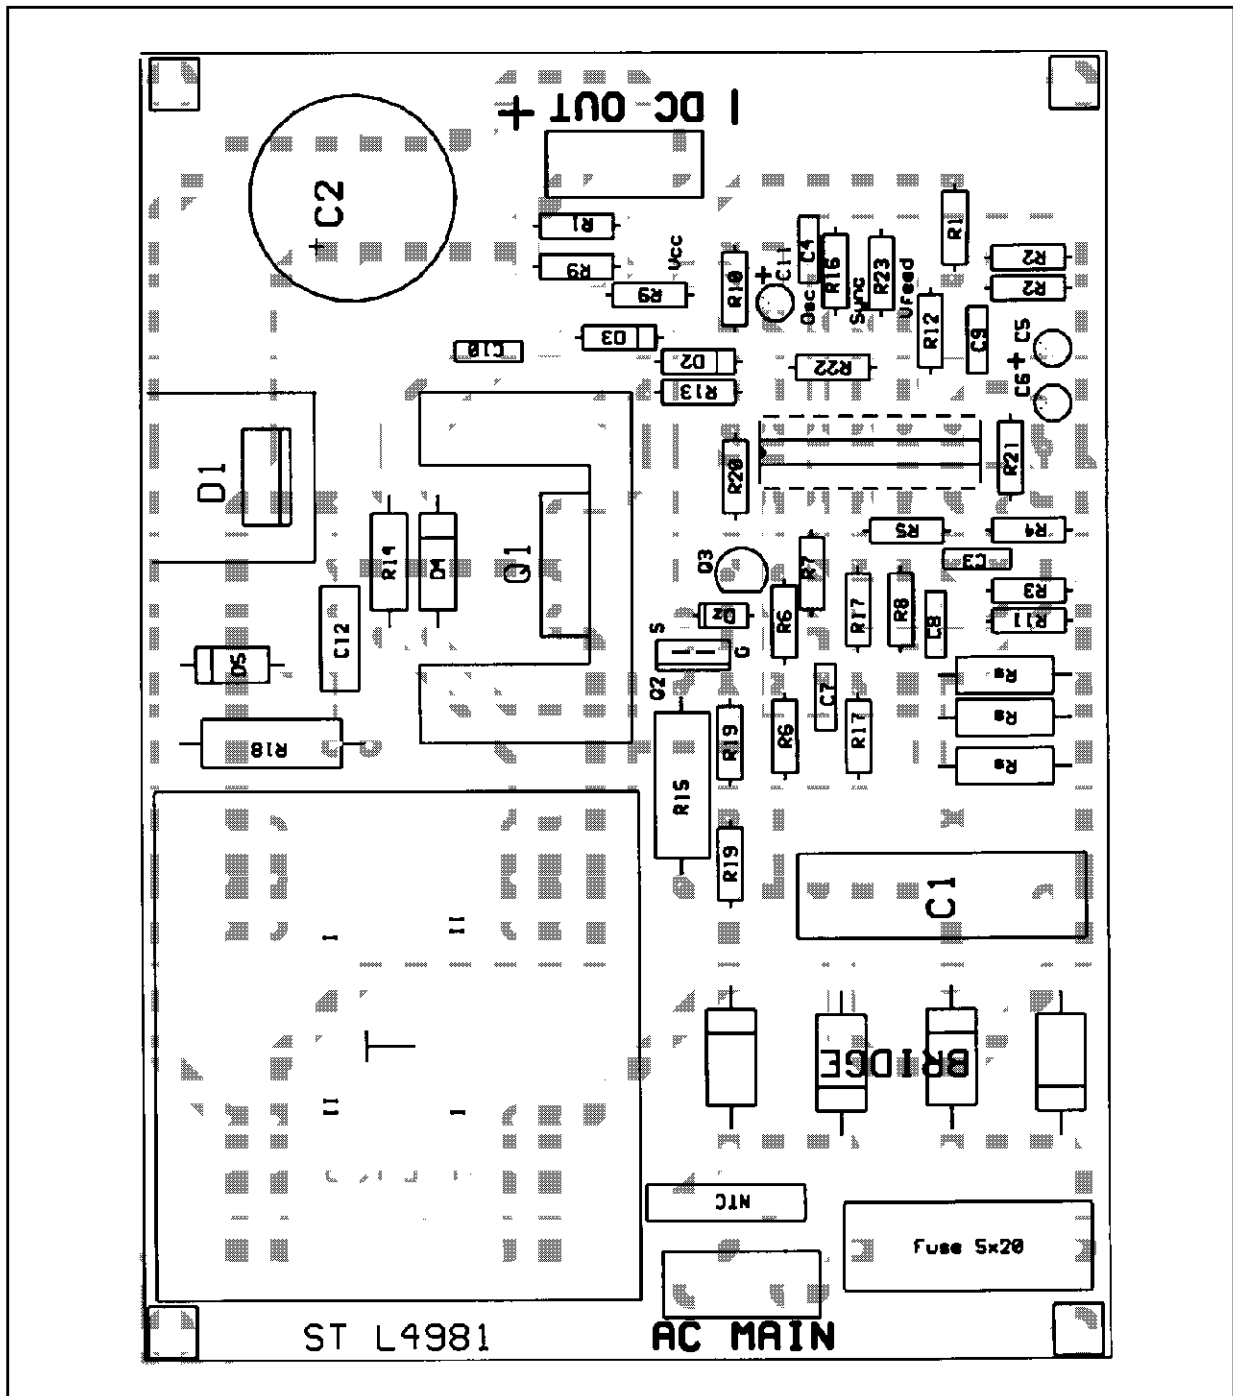 + DC OUT -
C2
+
R1
R9
Vcc
R9
R10
+
C11
C4
R16
R23
Osc
Sync
Vfeed
R1
R2
R2
R12
C9
C5
+
C6
C10
D3
D2
R13
R22
D1
R20
R21
R14
D4
Q1
Q3
R7
R5
R4
C3
R3
R11
Dz
R6
R17
R8
C8
C12
D5
S
G
Q2
C7
Rs
Rs
Rs
R18
R15
R19
R6
R17
R19
C1
I
II
T
II
I
BRIDGE
NTC
Fuse 5x20
ST L4981
AC MAIN